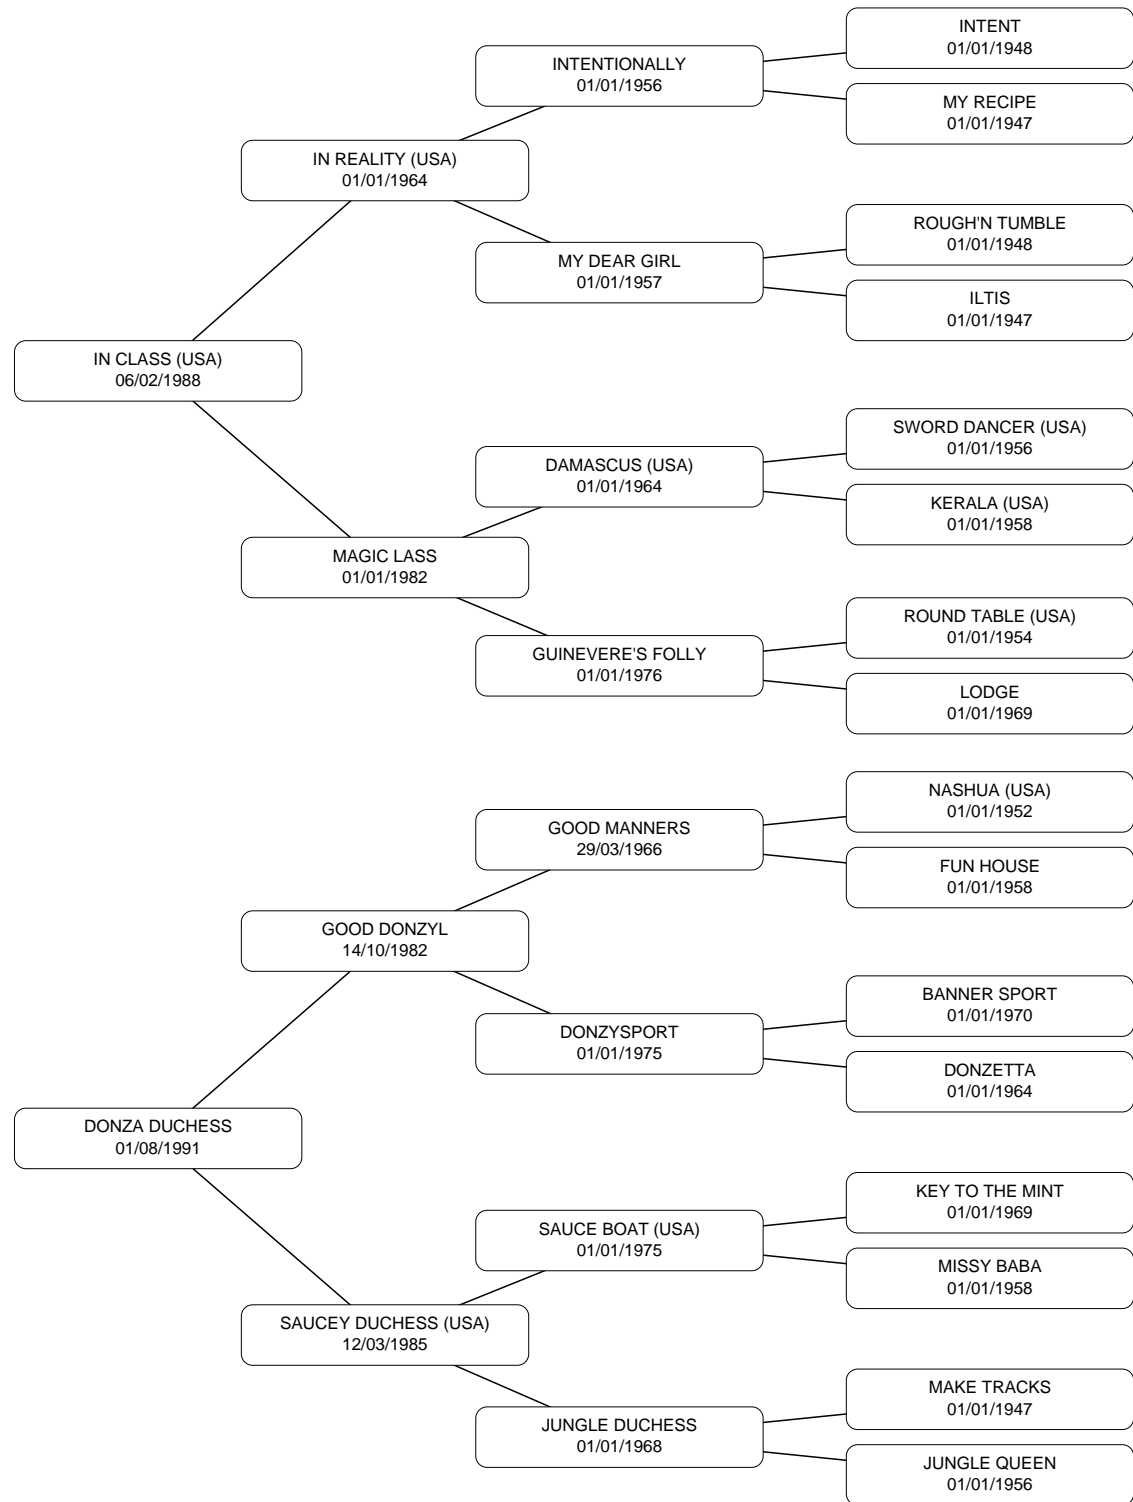 INTENT
01/01/1948
INTENTIONALLY
01/01/1956
MY RECIPE
01/01/1947
IN REALITY (USA)
01/01/1964
ROUGH'N TUMBLE
01/01/1948
MY DEAR GIRL
01/01/1957
ILTIS
01/01/1947
IN CLASS (USA)
06/02/1988
SWORD DANCER (USA)
01/01/1956
DAMASCUS (USA)
01/01/1964
KERALA (USA)
01/01/1958
MAGIC LASS
01/01/1982
ROUND TABLE (USA)
01/01/1954
GUINEVERE'S FOLLY
01/01/1976
LODGE
01/01/1969
NASHUA (USA)
01/01/1952
GOOD MANNERS
29/03/1966
FUN HOUSE
01/01/1958
GOOD DONZYL
14/10/1982
BANNER SPORT
01/01/1970
DONZYSPORT
01/01/1975
DONZETTA
01/01/1964
DONZA DUCHESS
01/08/1991
KEY TO THE MINT
01/01/1969
SAUCE BOAT (USA)
01/01/1975
MISSY BABA
01/01/1958
SAUCEY DUCHESS (USA)
12/03/1985
MAKE TRACKS
01/01/1947
JUNGLE DUCHESS
01/01/1968
JUNGLE QUEEN
01/01/1956